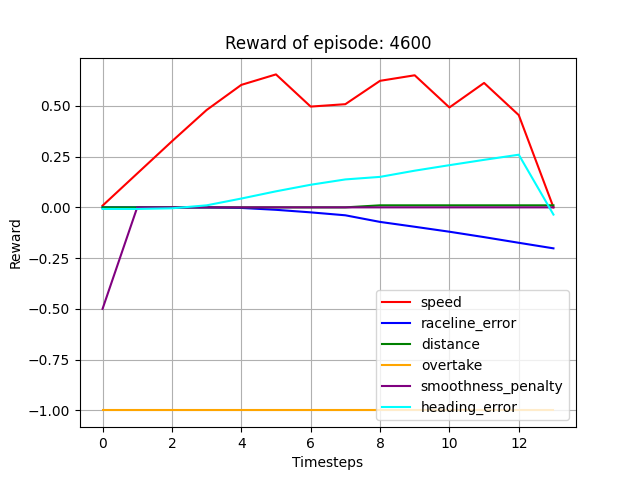 Reward of episode: 4600
Reward
0.50
0.25
0.00
−0.25
−0.50
−0.75
−1.00
speed
raceline_error
distance
overtake
smoothness_penalty
heading_error
0 2 4 6 8 10 12
Timesteps